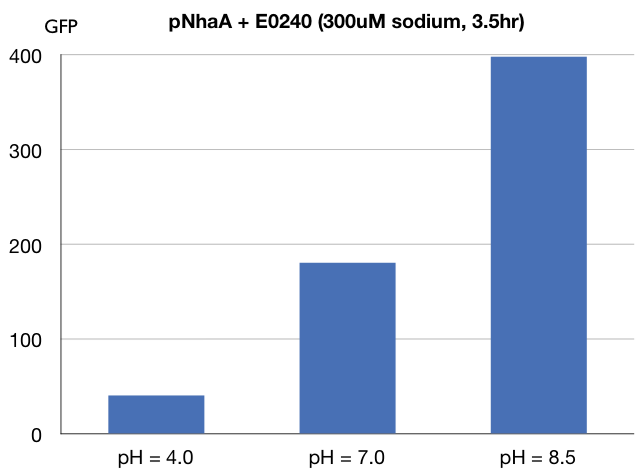 pNhaA + E0240 (300uM sodium, 3.5hr)
GFP
400
300
200
100
0
pH = 4.0 pH = 7.0 pH = 8.5